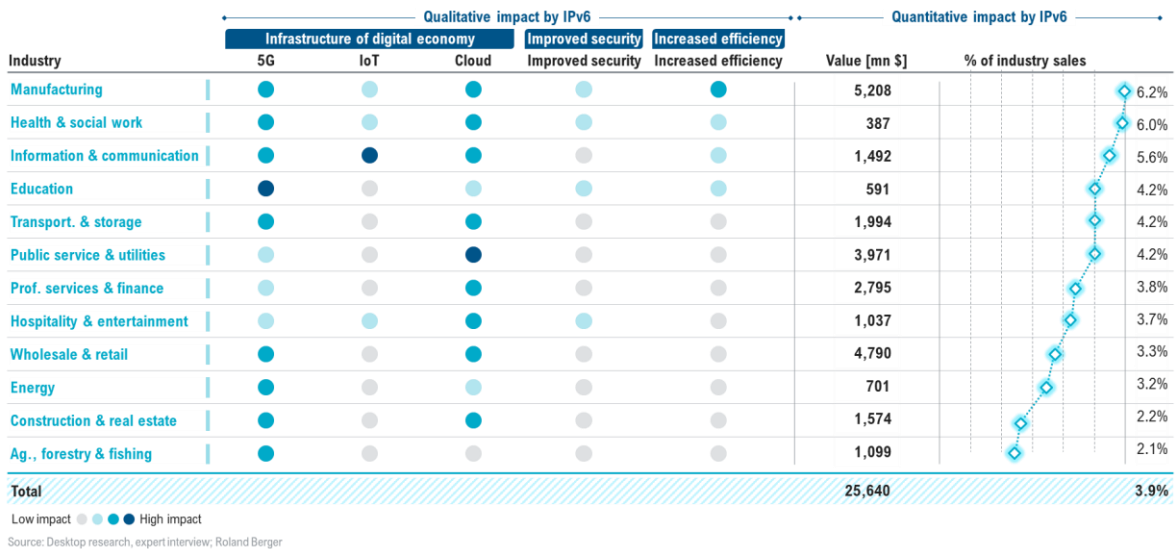 Qualitative impact by IPv6 Quantitative impact by IPv6
Infrastructure of digital economy Improved security Increased efficiency
Industry 5G IoT Cloud Improved security Increased efficiency Value [mn $] % of industry sales
Manufacturing 5,208 6.2%
Health & social work 387 6.0%
Information & communication 1,492 5.6%
Education 591 4.2%
Transport. & storage 1,994 4.2%
Public service & utilities 3,971 4.2%
Prof. services & finance 2,795 3.8%
Hospitality & entertainment 1,037 3.7%
Wholesale & retail 4,790 3.3%
Energy 701 3.2%
Construction & real estate 1,574 2.2%
Ag., forestry & fishing 1,099 2.1%
Total 25,640 3.9%
Low impact High impact
Source: Desktop research, expert interview; Roland Berger